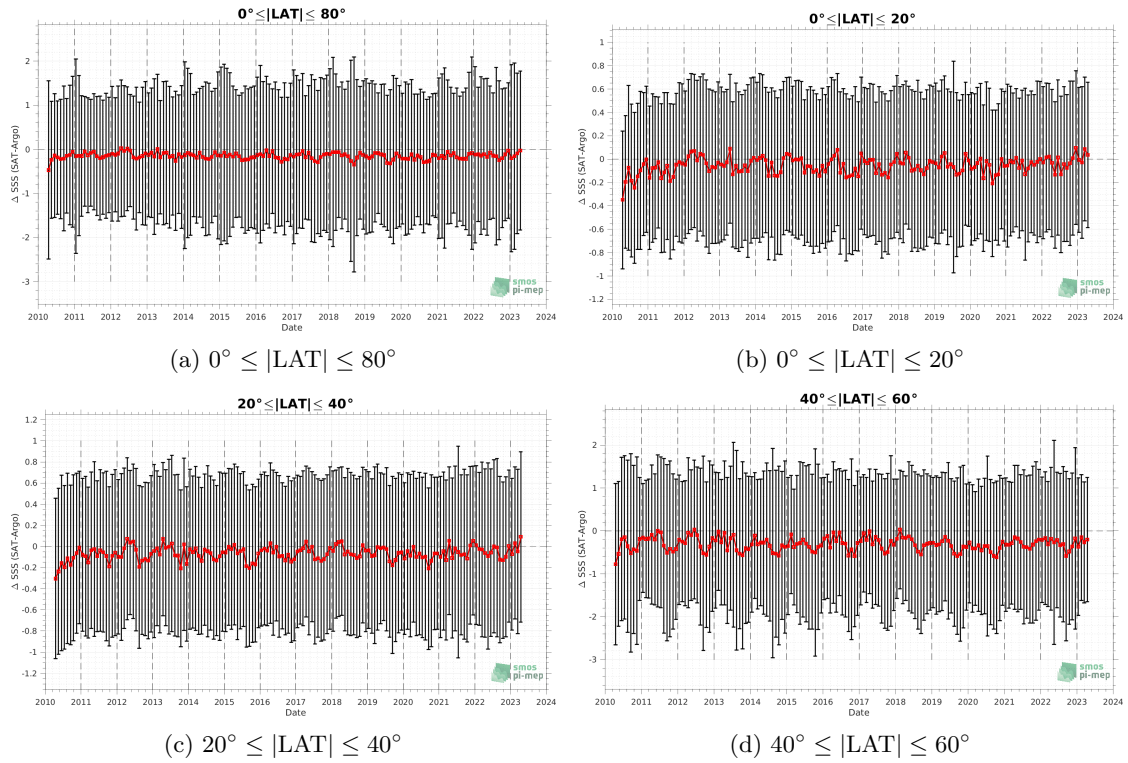 0°≤|LAT|≤ 80°
2
1
0
-1
-2
-3
Δ SSS (SAT-Argo)
2010 2011 2012 2013 2014 2015 2016 2017 2018 2019 2020 2021 2022 2023 2024
Date
smos
pi-mep
(a) 0° ≤ |LAT| ≤ 80°
0°≤|LAT|≤ 20°
1
0.8
0.6
0.4
0.2
0
-0.2
-0.4
-0.6
-0.8
-1
-1.2
Δ SSS (SAT-Argo)
2010 2011 2012 2013 2014 2015 2016 2017 2018 2019 2020 2021 2022 2023 2024
Date
smos
pi-mep
(b) 0° ≤ |LAT| ≤ 20°
20°≤|LAT|≤ 40°
1.2
1
0.8
0.6
0.4
0.2
0
-0.2
-0.4
-0.6
-0.8
-1
-1.2
Δ SSS (SAT-Argo)
2010 2011 2012 2013 2014 2015 2016 2017 2018 2019 2020 2021 2022 2023 2024
Date
smos
pi-mep
(c) 20° ≤ |LAT| ≤ 40°
40°≤|LAT|≤ 60°
2
1
0
-1
-2
-3
Δ SSS (SAT-Argo)
2010 2011 2012 2013 2014 2015 2016 2017 2018 2019 2020 2021 2022 2023 2024
Date
smos
pi-mep
(d) 40° ≤ |LAT| ≤ 60°